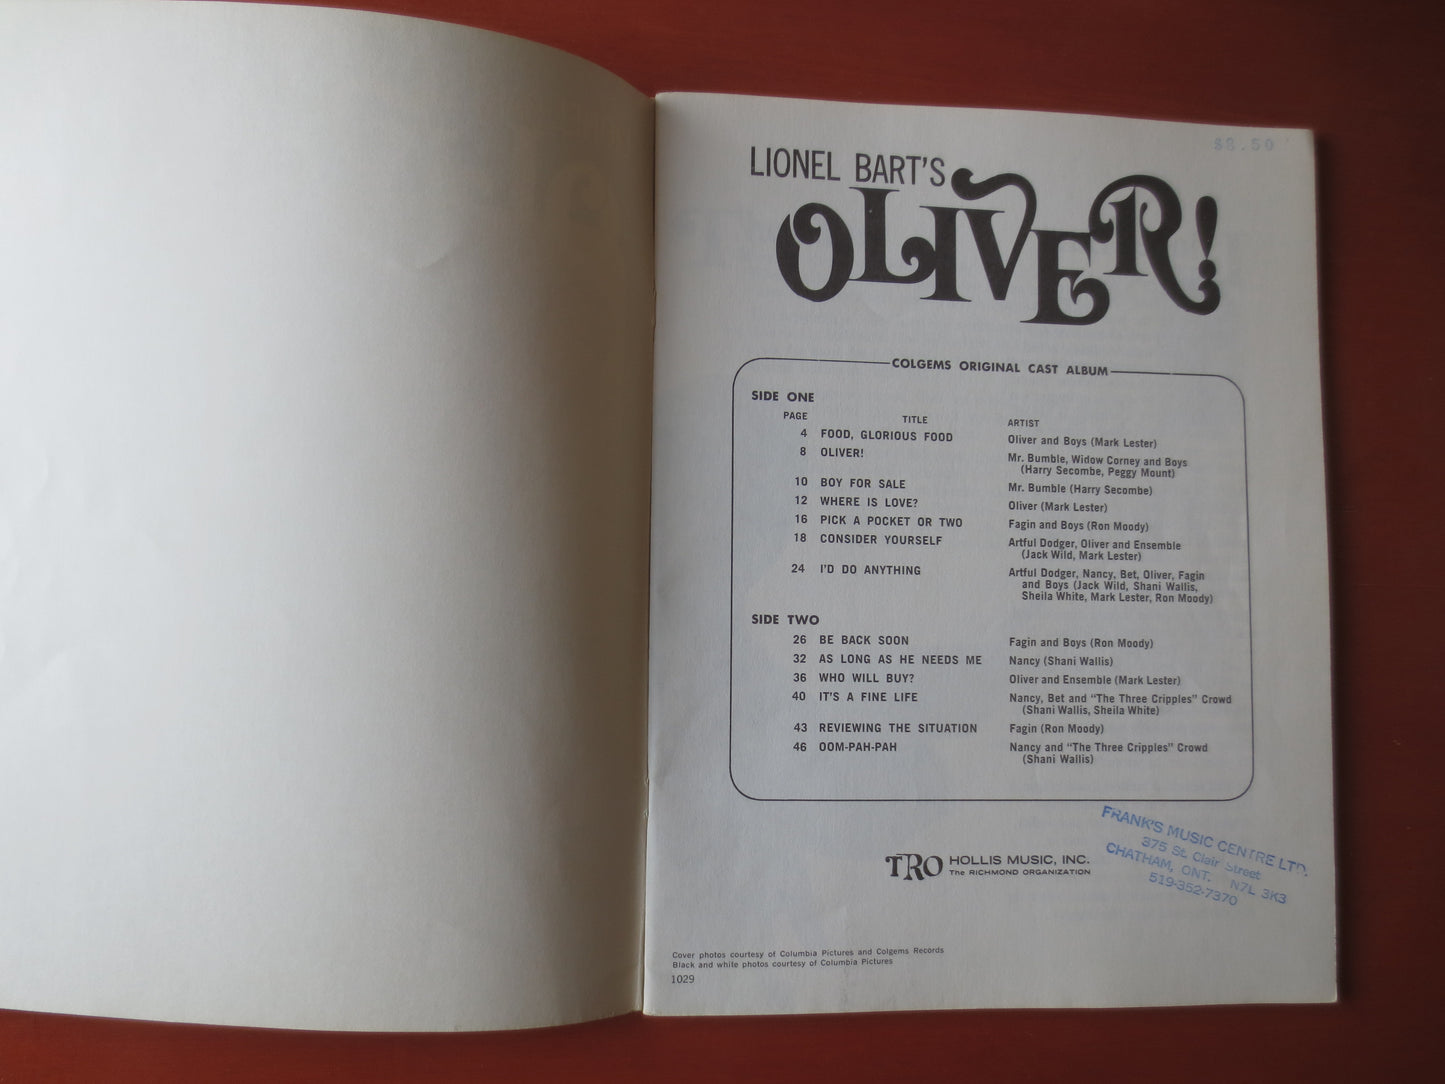 $8.50
LIONEL BART'S
OLIVER!
COLGEMS ORIGINAL CAST ALBUM
SIDE ONE
PAGE TITLE ARTIST
4 FOOD, GLORIOUS FOOD Oliver and Boys (Mark Lester)
8 OLIVER! Mr. Bumble, Widow Corney and Boys
(Harry Secombe, Peggy Mount)
10 BOY FOR SALE Mr. Bumble (Harry Secombe)
12 WHERE IS LOVE? Oliver (Mark Lester)
16 PICK A POCKET OR TWO Fagin and Boys (Ron Moody)
18 CONSIDER YOURSELF Artful Dodger, Oliver and Ensemble
(Jack Wild, Mark Lester)
24 I'D DO ANYTHING Artful Dodger, Nancy, Bet, Oliver, Fagin
and Boys (Jack Wild, Shani Wallis,
Sheila White, Mark Lester, Ron Moody)
SIDE TWO
26 BE BACK SOON Fagin and Boys (Ron Moody)
32 AS LONG AS HE NEEDS ME Nancy (Shani Wallis)
36 WHO WILL BUY? Oliver and Ensemble (Mark Lester)
40 IT'S A FINE LIFE Nancy, Bet and "The Three Cripples" Crowd
(Shani Wallis, Sheila White)
43 REVIEWING THE SITUATION Fagin (Ron Moody)
46 OOM-PAH-PAH Nancy and "The Three Cripples" Crowd
(Shani Wallis)
TRO HOLLIS MUSIC, INC.
The RICHMOND ORGANIZATION
FRANK'S MUSIC CENTRE LTD.
375 St. Clair Street
CHATHAM, ONT. N7L 3K3
519-352-7370
Cover photos courtesy of Columbia Pictures and Colgems Records
Black and white photos courtesy of Columbia Pictures
1029